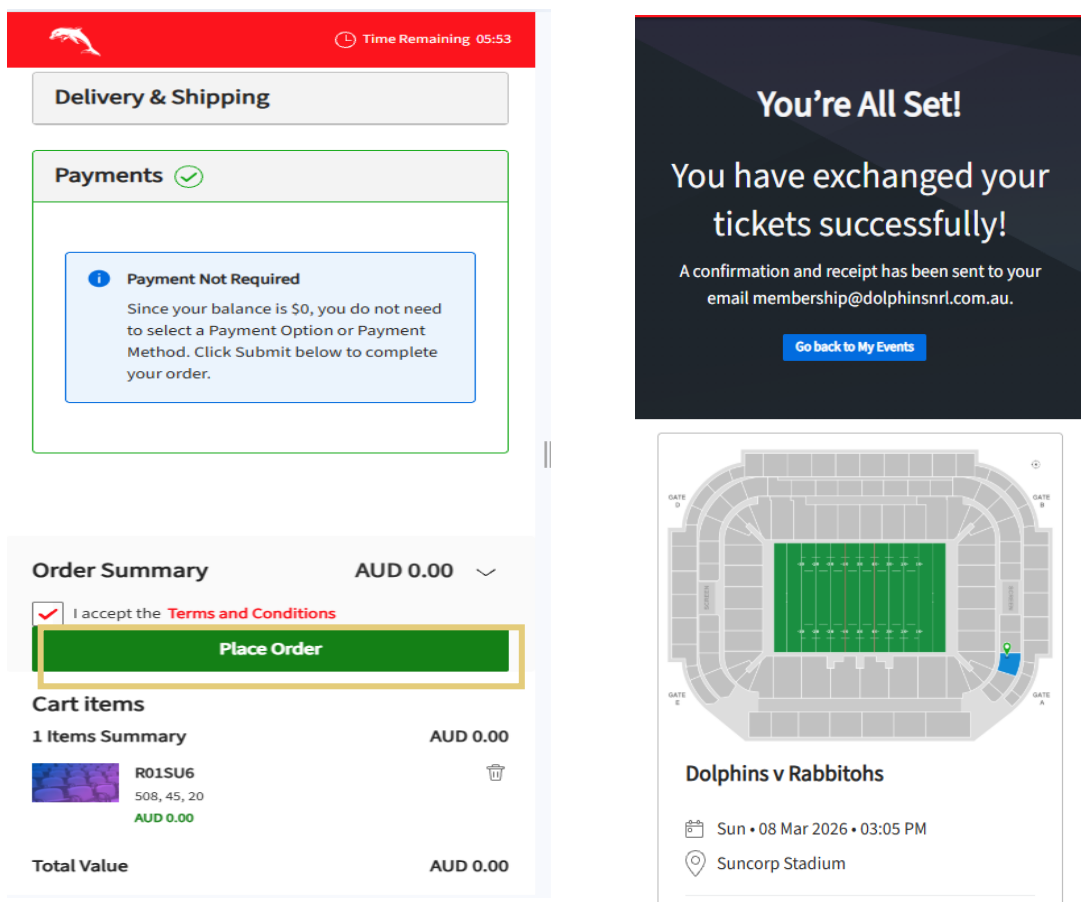 Time Remaining 05:53
Delivery & Shipping
Payments
Payment Not Required
Since your balance is $0, you do not need
to select a Payment Option or Payment
Method. Click Submit below to complete
your order.
Order Summary AUD 0.00
I accept the Terms and Conditions
Place Order
Cart items
1 Items Summary AUD 0.00
R01SU6
508, 45, 20
AUD 0.00
Total Value AUD 0.00
You’re All Set!
You have exchanged your
tickets successfully!
A confirmation and receipt has been sent to your
email membership@dolphinsnrl.com.au.
Go back to My Events
GATE
D
GATE
B
SCREEN
SCREEN
GATE
E
GATE
A
Dolphins v Rabbitohs
Sun • 08 Mar 2026 • 03:05 PM
Suncorp Stadium